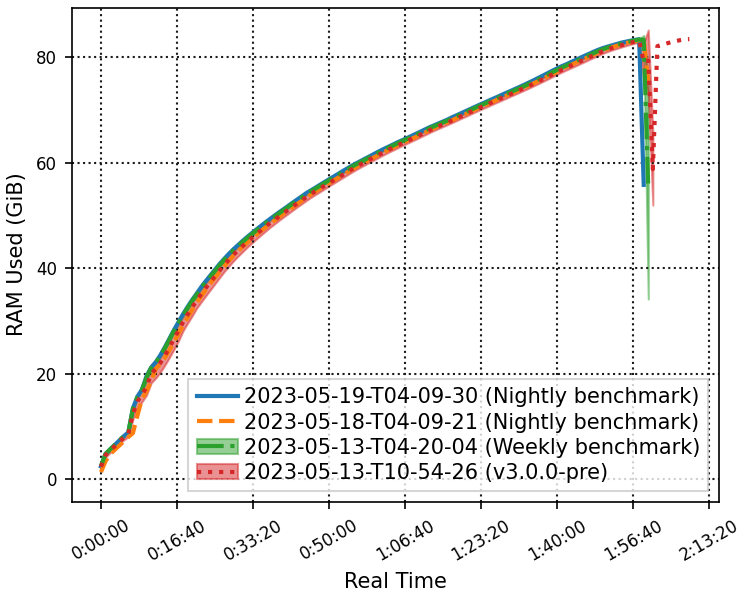 80
60
40
20
0
RAM Used (GiB)
2023-05-19-T04-09-30 (Nightly benchmark)
2023-05-18-T04-09-21 (Nightly benchmark)
2023-05-13-T04-20-04 (Weekly benchmark)
2023-05-13-T10-54-26 (v3.0.0-pre)
0:00:00 0:16:40 0:33:20 0:50:00 1:06:40 1:23:20 1:40:00 1:56:40 2:13:20
Real Time